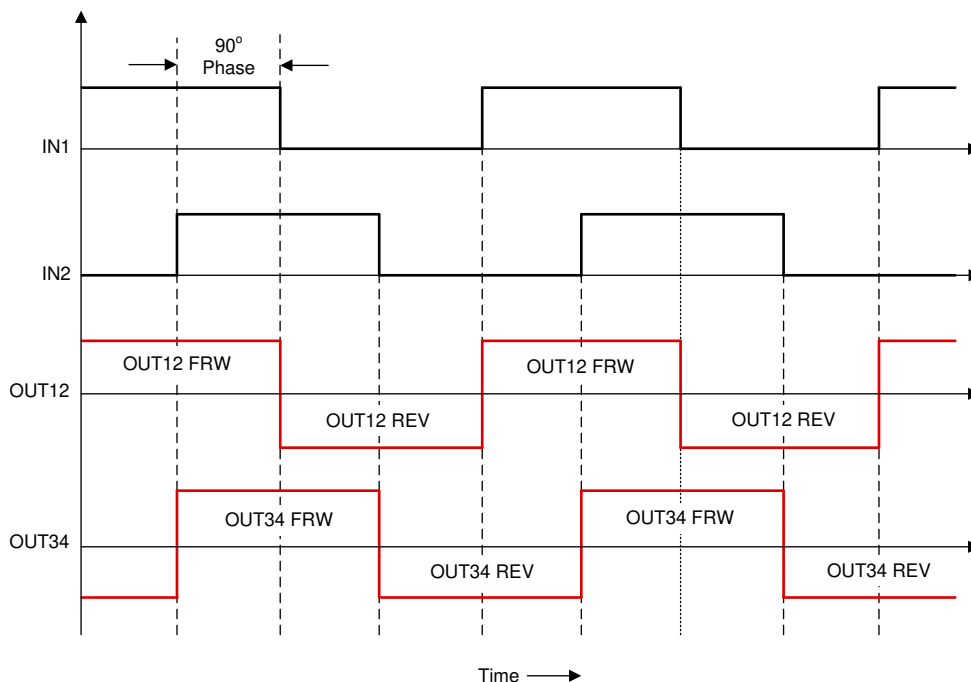 90°
Phase
IN1
IN2
OUT12 FRW
OUT12 FRW
OUT12
OUT12 REV
OUT12 REV
OUT34 FRW
OUT34 FRW
OUT34
OUT34 REV
OUT34 REV
Time